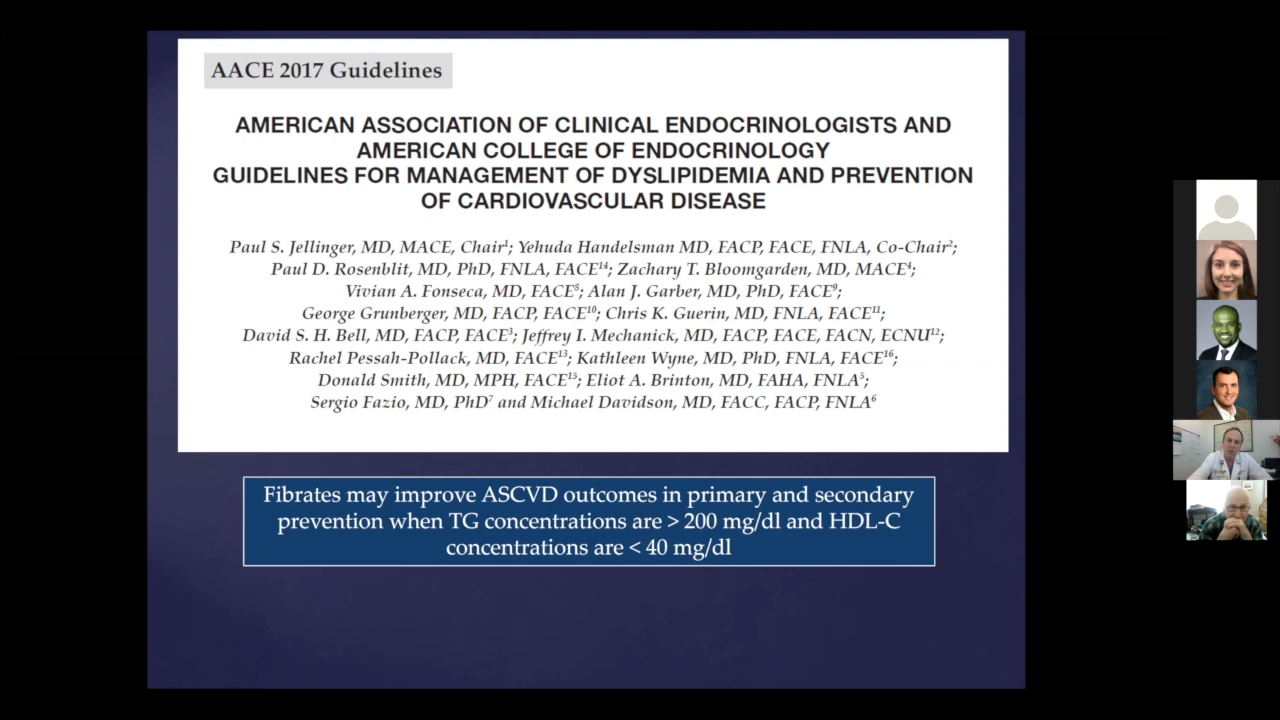 AACE 2017 Guidelines
AMERICAN ASSOCIATION OF CLINICAL ENDOCRINOLOGISTS AND
AMERICAN COLLEGE OF ENDOCRINOLOGY
GUIDELINES FOR MANAGEMENT OF DYSLIPIDEMIA AND PREVENTION
OF CARDIOVASCULAR DISEASE
Paul S. Jellinger, MD, MACE, Chair¹; Yehuda Handelsman MD, FACP, FACE, FNLA, Co-Chair²;
Paul D. Rosenblit, MD, PhD, FNLA, FACE¹⁴; Zachary T. Bloomgarden, MD, MACE⁴;
Vivian A. Fonseca, MD, FACE⁸; Alan J. Garber, MD, PhD, FACE⁹;
George Grunberger, MD, FACP, FACE¹⁰; Chris K. Guerin, MD, FNLA, FACE¹¹;
David S. H. Bell, MD, FACP, FACE³; Jeffrey I. Mechanick, MD, FACP, FACE, FACN, ECNU¹²;
Rachel Pessah-Pollack, MD, FACE¹³; Kathleen Wyne, MD, PhD, FNLA, FACE¹⁶;
Donald Smith, MD, MPH, FACE¹⁵; Eliot A. Brinton, MD, FAHA, FNLA⁵;
Sergio Fazio, MD, PhD⁷ and Michael Davidson, MD, FACC, FACP, FNLA⁶
Fibrates may improve ASCVD outcomes in primary and secondary
prevention when TG concentrations are > 200 mg/dl and HDL-C
concentrations are < 40 mg/dl